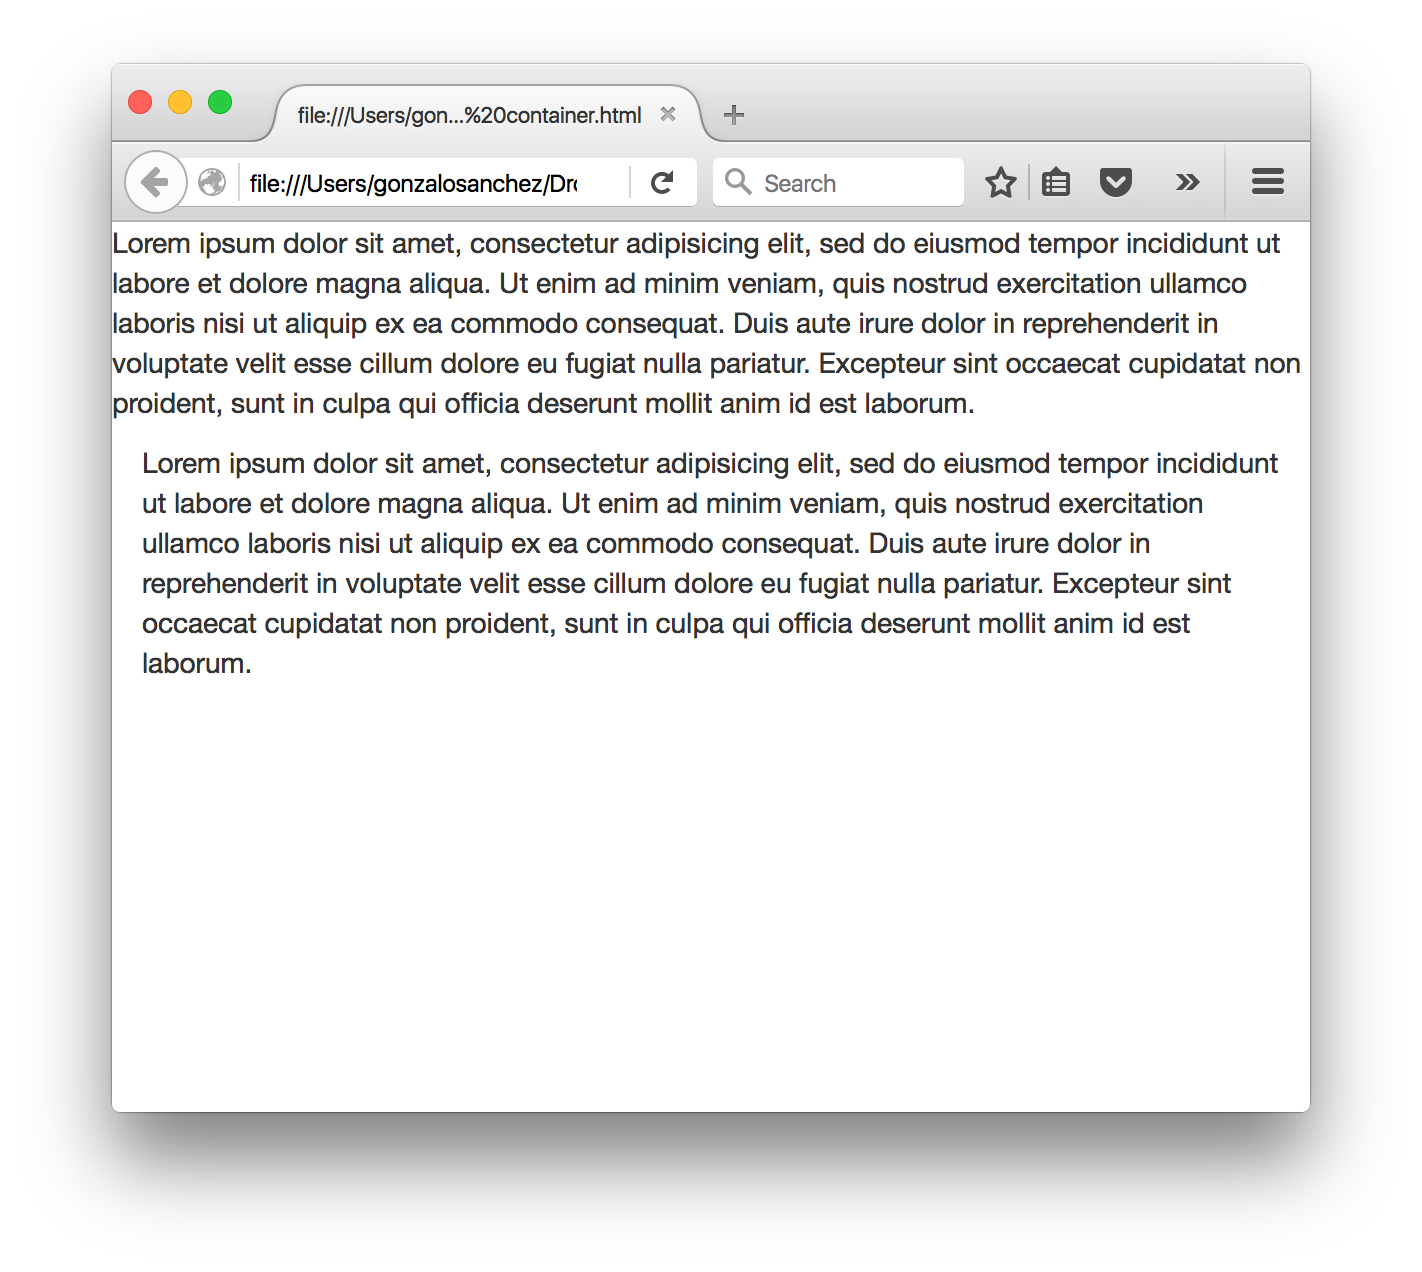 file:///Users/gon...%20container.html
file:///Users/gonzalosanchez/Dro
Search
Lorem ipsum dolor sit amet, consectetur adipisicing elit, sed do eiusmod tempor incididunt ut
labore et dolore magna aliqua. Ut enim ad minim veniam, quis nostrud exercitation ullamco
laboris nisi ut aliquip ex ea commodo consequat. Duis aute irure dolor in reprehenderit in
voluptate velit esse cillum dolore eu fugiat nulla pariatur. Excepteur sint occaecat cupidatat non
proident, sunt in culpa qui officia deserunt mollit anim id est laborum.
Lorem ipsum dolor sit amet, consectetur adipisicing elit, sed do eiusmod tempor incididunt
ut labore et dolore magna aliqua. Ut enim ad minim veniam, quis nostrud exercitation
ullamco laboris nisi ut aliquip ex ea commodo consequat. Duis aute irure dolor in
reprehenderit in voluptate velit esse cillum dolore eu fugiat nulla pariatur. Excepteur sint
occaecat cupidatat non proident, sunt in culpa qui officia deserunt mollit anim id est
laborum.